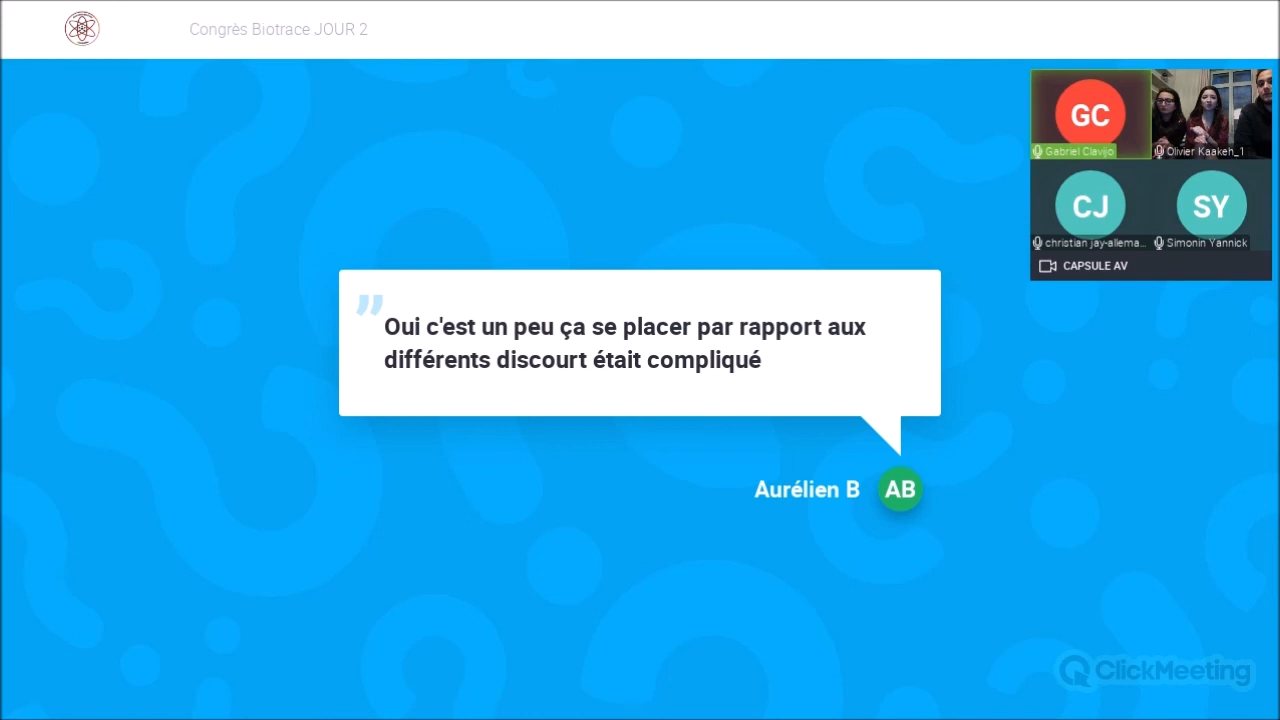 Congrès Biotrace JOUR 2
GC
Gabriel Clavijo
Olivier Kaakeh_1
CJ
SY
christian jay-allema...
Simonin Yannick
CAPSULE AV
Oui c'est un peu ça se placer par rapport aux
différents discourt était compliqué
Aurélien B
AB
ClickMeeting